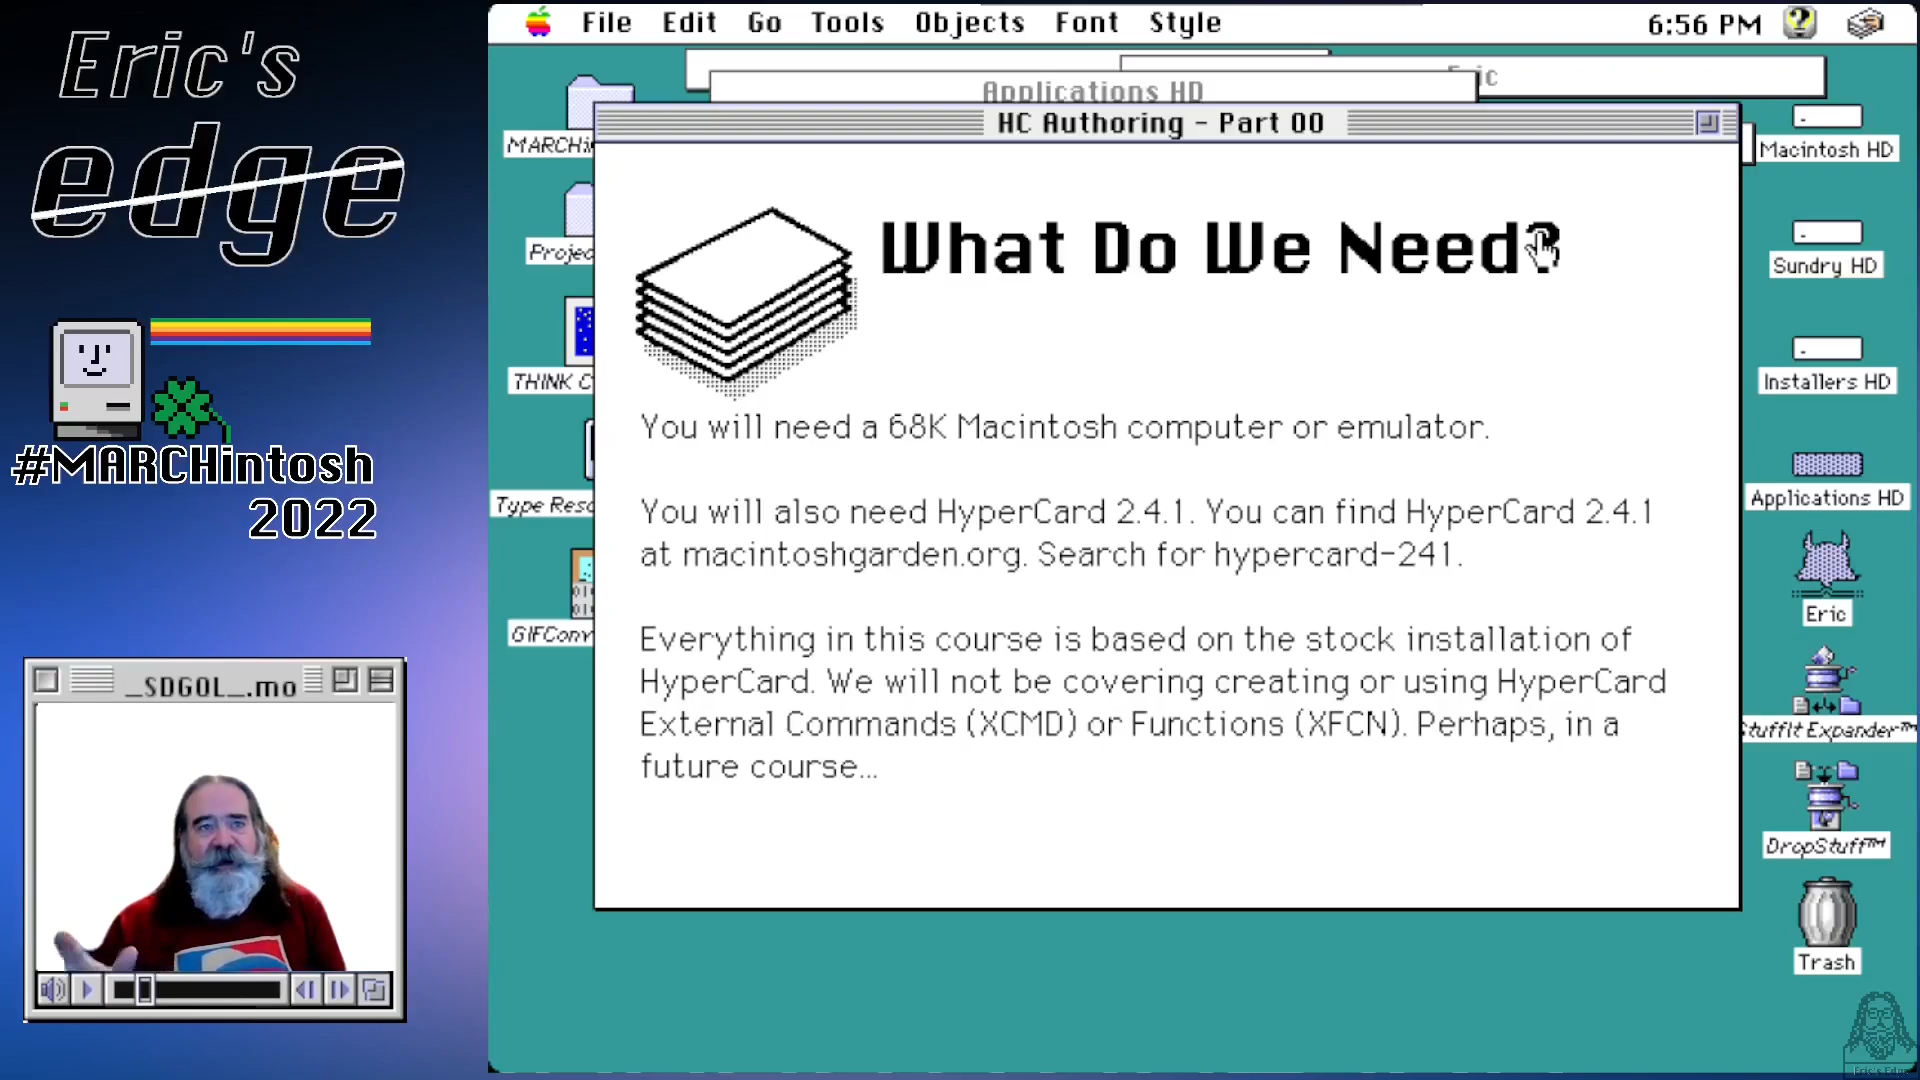 Eric's
edge
#MARCHintosh
2022
_SDGOL_.mo
File Edit Go Tools Objects Font Style
6:56 PM
Eric
Applications HD
HC Authoring - Part 00
What Do We Need?
You will need a 68K Macintosh computer or emulator.
You will also need HyperCard 2.4.1. You can find HyperCard 2.4.1
at macintoshgarden.org. Search for hypercard-241.
Everything in this course is based on the stock installation of
HyperCard. We will not be covering creating or using HyperCard
External Commands (XCMD) or Functions (XFCN). Perhaps, in a
future course...
MARCHi
Projec
THINK C
Type Reso
GIFConv
Macintosh HD
Sundry HD
Installers HD
Applications HD
Eric
StuffIt Expander™
DropStuff™
Trash
Eric's Edge